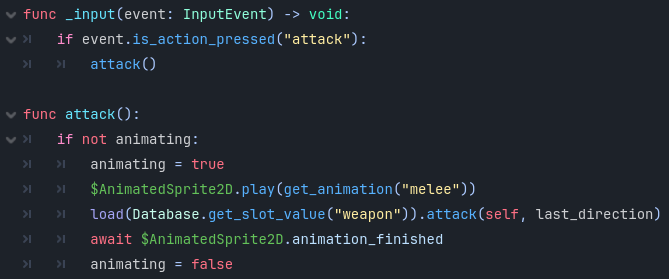 func _input(event: InputEvent) -> void:
if event.is_action_pressed("attack"):
attack()
func attack():
if not animating:
animating = true
$AnimatedSprite2D.play(get_animation("melee"))
load(Database.get_slot_value("weapon")).attack(self, last_direction)
await $AnimatedSprite2D.animation_finished
animating = false